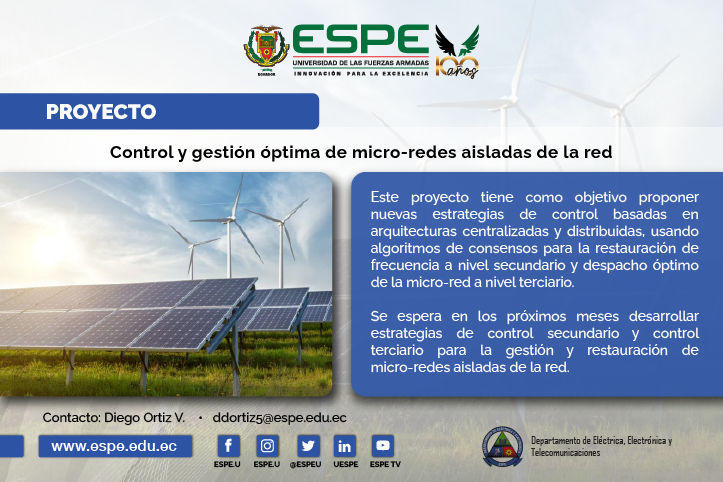 ESPE
UNIVERSIDAD DE LAS FUERZAS ARMADAS
INNOVACIÓN PARA LA EXCELENCIA
ECUADOR
100 años
PROYECTO
Control y gestión óptima de micro-redes aisladas de la red
Este proyecto tiene como objetivo proponer
nuevas estrategias de control basadas en
arquitecturas centralizadas y distribuidas, usando
algoritmos de consensos para la restauración de
frecuencia a nivel secundario y despacho óptimo
de la micro-red a nivel terciario.
Se espera en los próximos meses desarrollar
estrategias de control secundario y control
terciario para la gestión y restauración de
micro-redes aisladas de la red.
Contacto: Diego Ortiz V. • ddortiz5@espe.edu.ec
www.espe.edu.ec
ESPE.U ESPE.U @ESPEU UESPE ESPE TV
Departamento de Eléctrica, Electrónica y
Telecomunicaciones